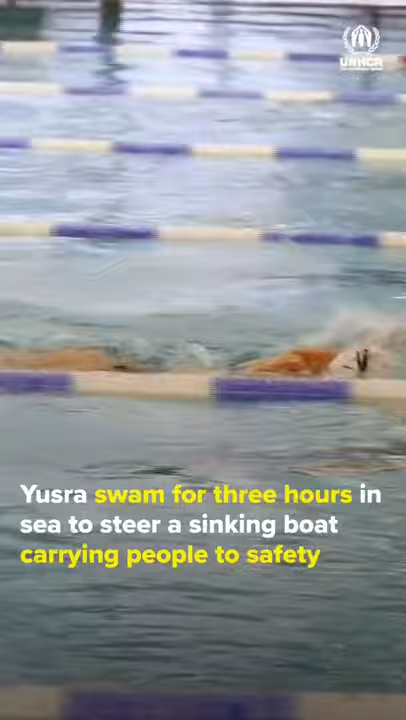 UNHCR
Yusra swam for three hours in
sea to steer a sinking boat
carrying people to safety